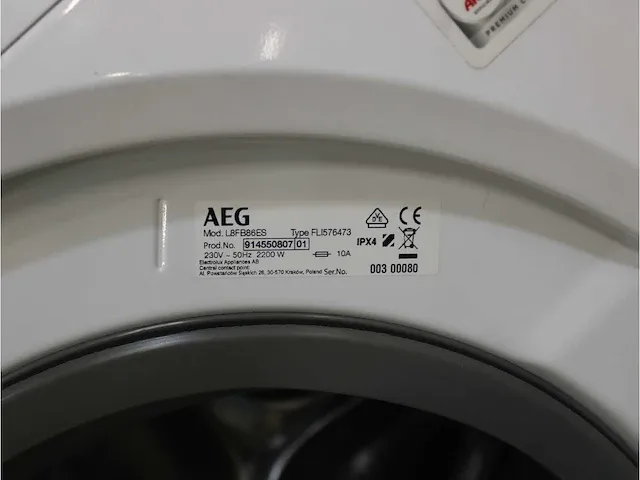 PREMIUM
AEG
Mod. L8FB86ES Type FLI576473
Prod.No. 914550807 01
IPX4
230V ~ 50Hz 2200 W 10A
Electrolux Appliances AB
Central contact point:
Al. Powstańców Śląskich 26, 30-570 Kraków, Poland Ser.No. 003 00080